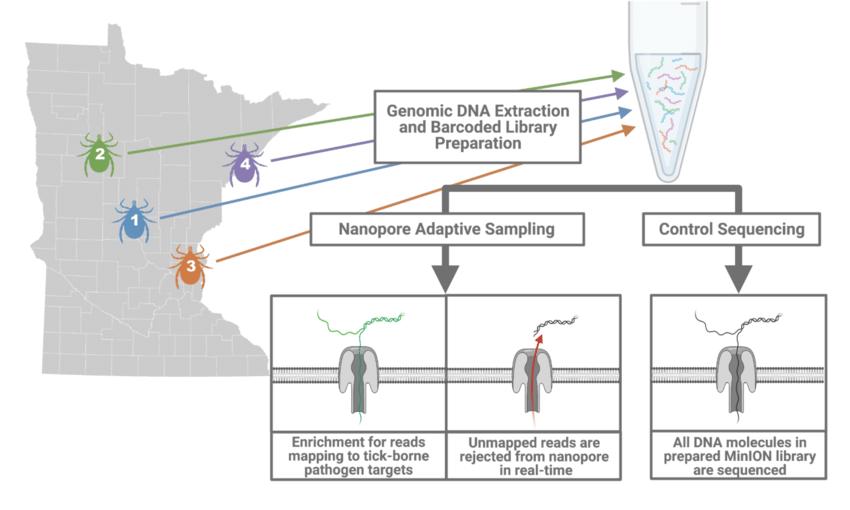 2
4
1
3
Genomic DNA Extraction
and Barcoded Library
Preparation
Nanopore Adaptive Sampling
Control Sequencing
Enrichment for reads
mapping to tick-borne
pathogen targets
Unmapped reads are
rejected from nanopore
in real-time
All DNA molecules in
prepared MinION library
are sequenced